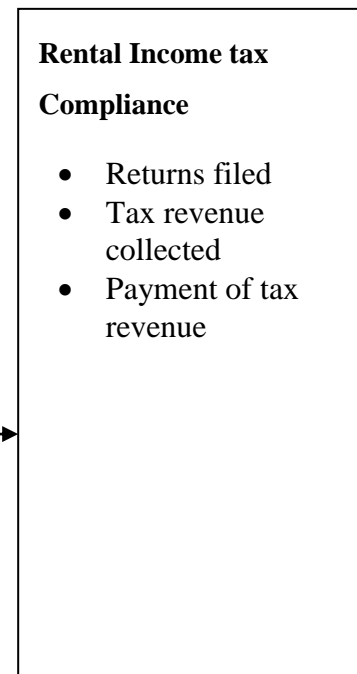 Rental Income tax
Compliance
• Returns filed
• Tax revenue
collected
• Payment of tax
revenue